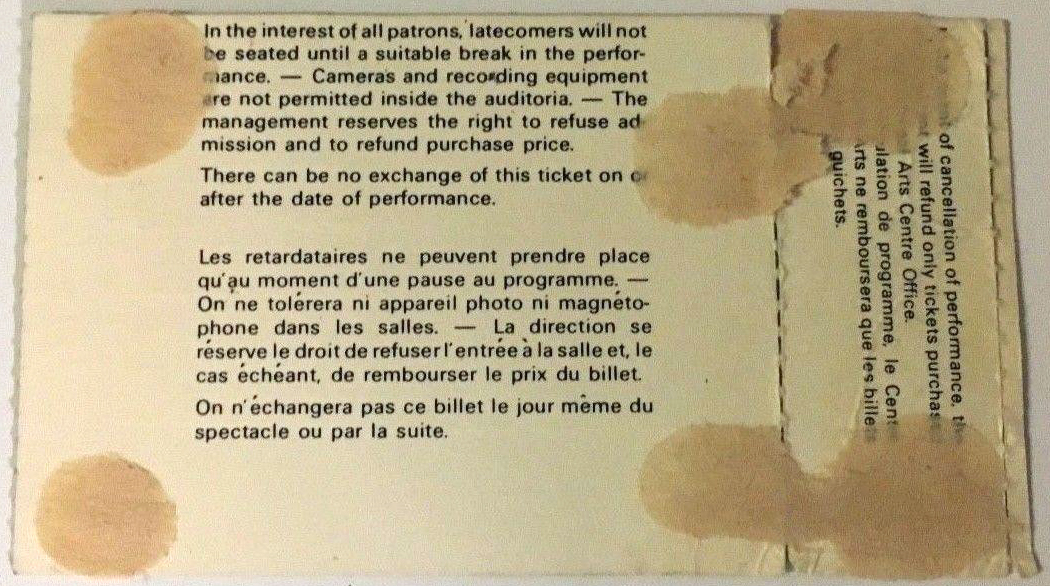 In the interest of all patrons, latecomers will not
be seated until a suitable break in the perfor-
mance. — Cameras and recording equipment
are not permitted inside the auditoria. — The
management reserves the right to refuse ad-
mission and to refund purchase price.
There can be no exchange of this ticket on or
after the date of performance.
Les retardataires ne peuvent prendre place
qu'au moment d'une pause au programme. —
On ne tolérera ni appareil photo ni magnéto-
phone dans les salles. — La direction se
réserve le droit de refuser l'entrée à la salle et, le
cas échéant, de rembourser le prix du billet.
On n'échangera pas ce billet le jour même du
spectacle ou par la suite.
of cancellation of performance, the
will refund only tickets purchas
Arts Centre Office.
ulation de programme, le Cent
Arts ne remboursera que les billets
guichets.